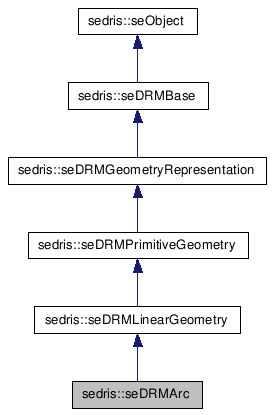 sedris::seObject
sedris::seDRMBase
sedris::seDRMGeometryRepresentation
sedris::seDRMPrimitiveGeometry
sedris::seDRMLinearGeometry
sedris::seDRMArc